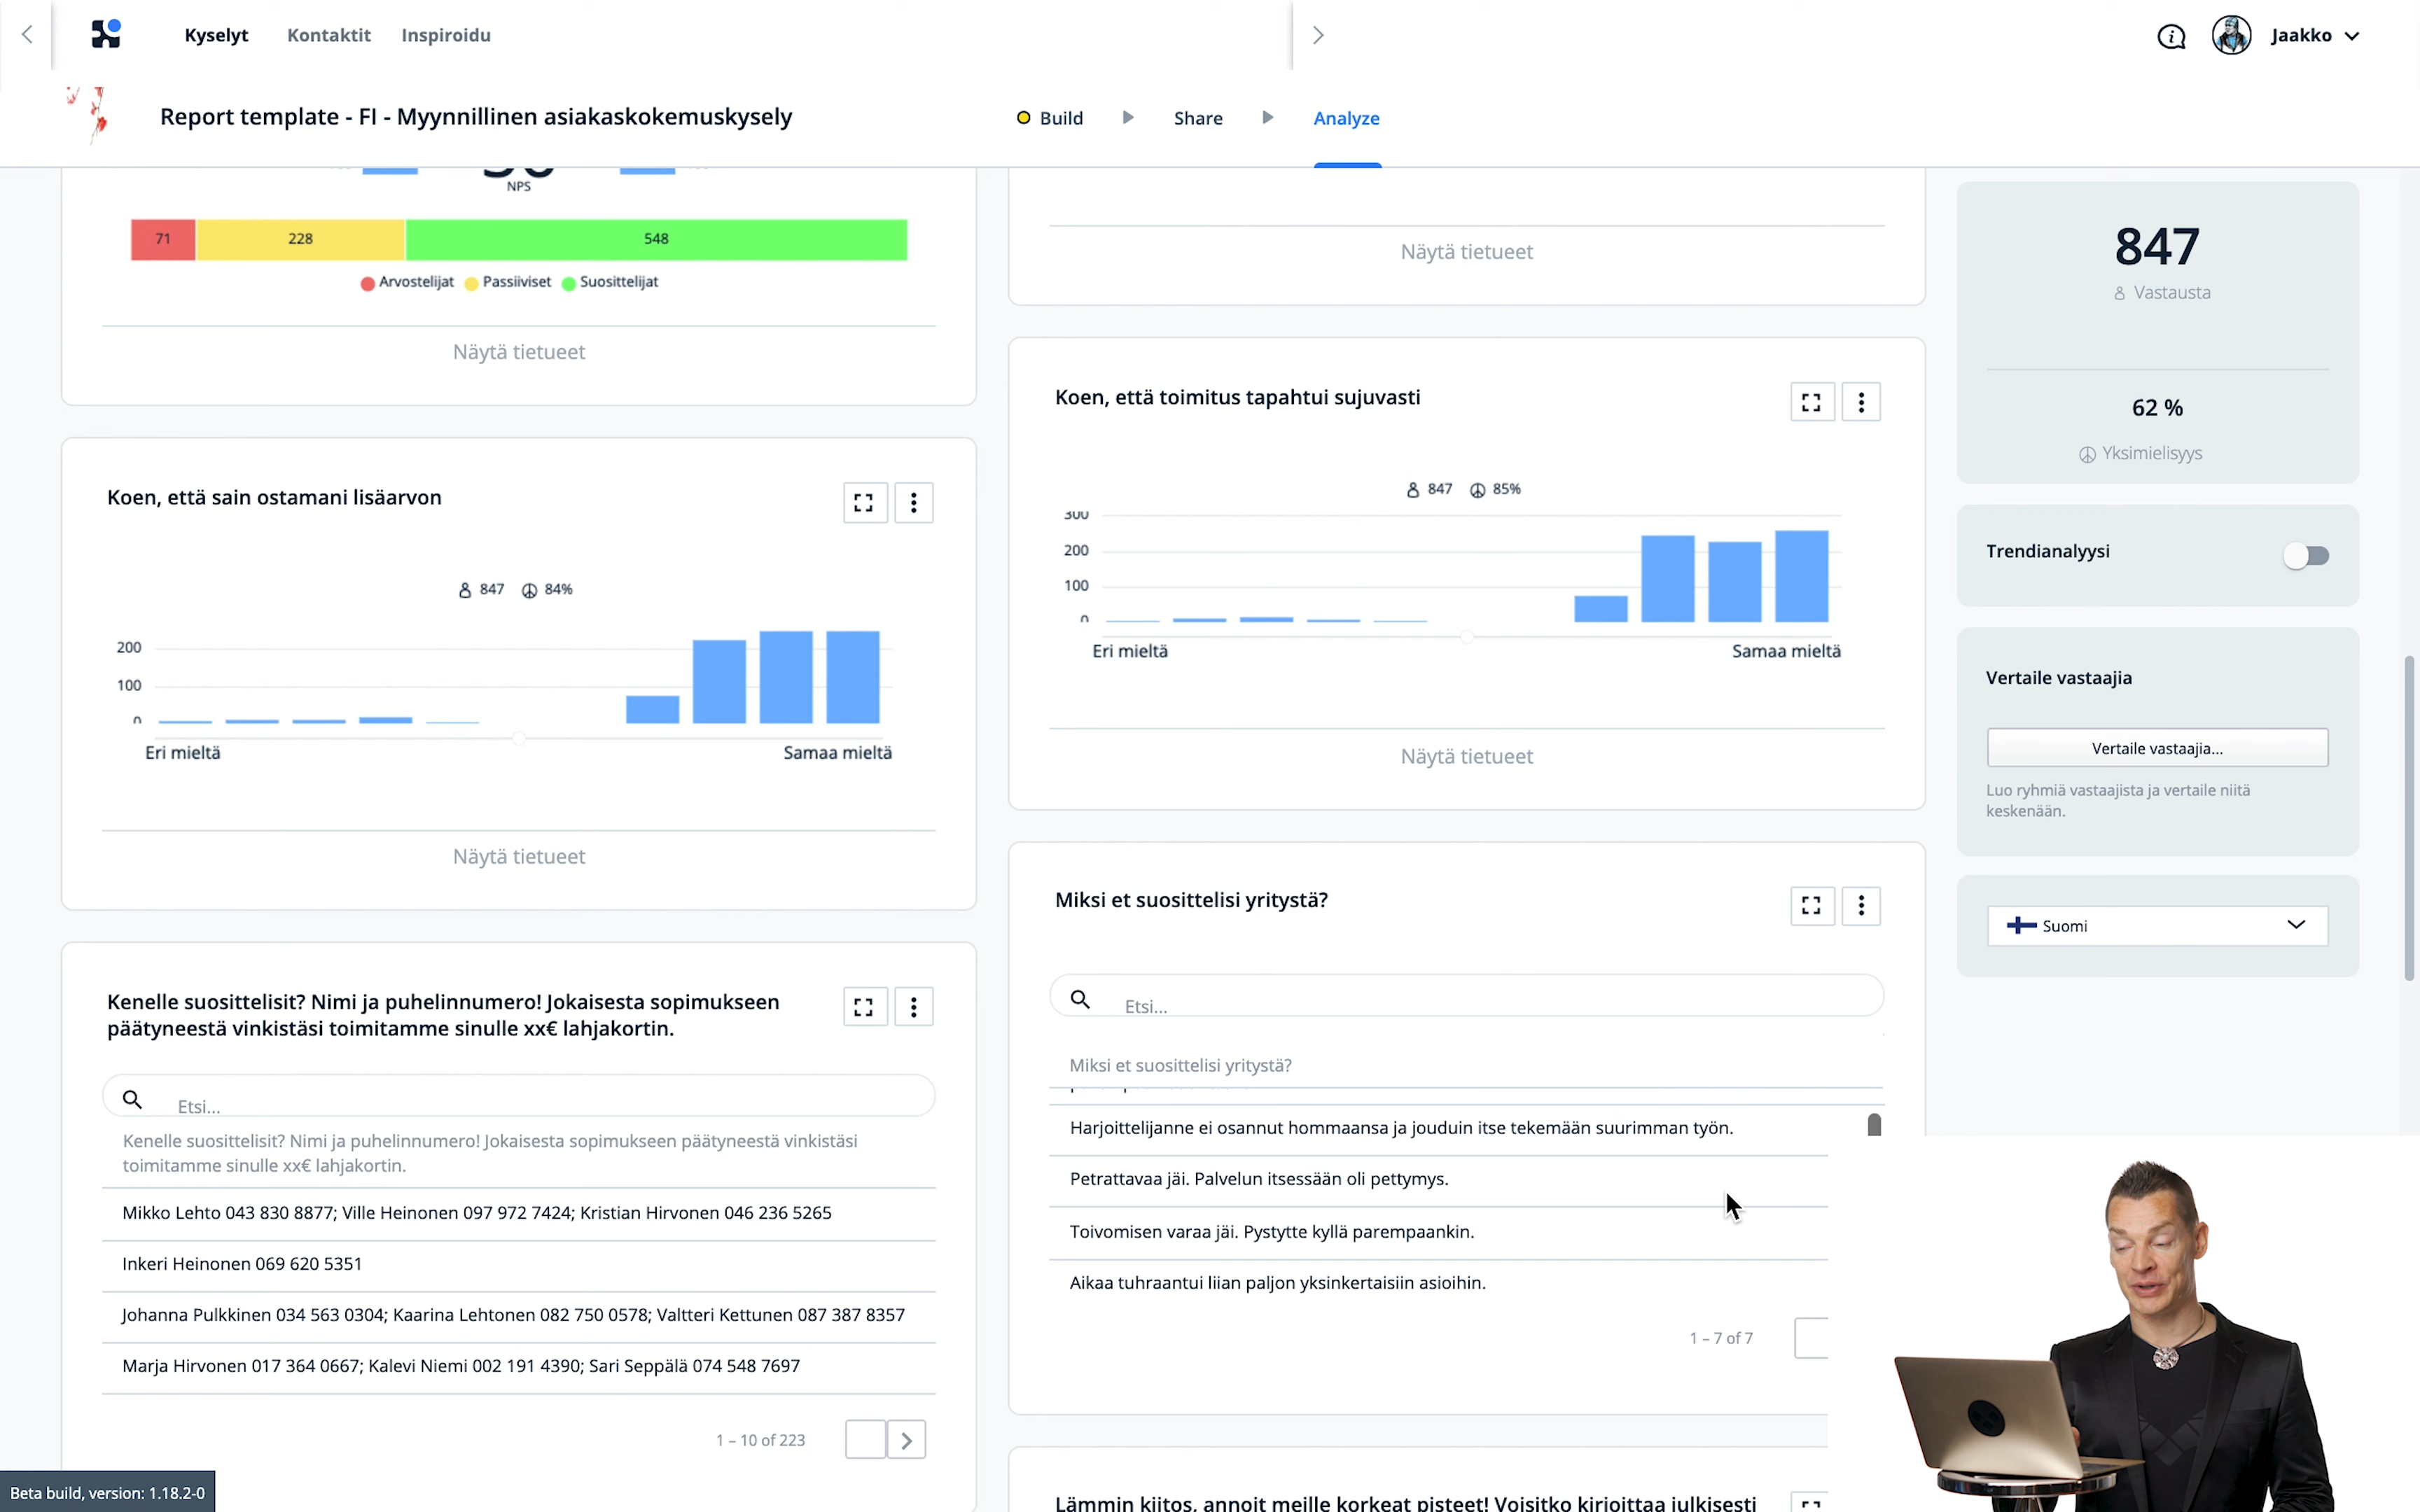 Kyselyt Kontaktit Inspiroidu
Jaakko
Report template - FI - Myynnillinen asiakaskokemuskysely
Build Share Analyze
NPS
71 228 548
Arvostelijat Passiiviset Suosittelijat
Näytä tietueet
Koen, että sain ostamani lisäarvon
847 84%
200
100
0
Eri mieltä Samaa mieltä
Näytä tietueet
Kenelle suosittelisit? Nimi ja puhelinnumero! Jokaisesta sopimukseen
päätyneestä vinkistäsi toimitamme sinulle xx€ lahjakortin.
Etsi...
Kenelle suosittelisit? Nimi ja puhelinnumero! Jokaisesta sopimukseen päätyneestä vinkistäsi
toimitamme sinulle xx€ lahjakortin.
Mikko Lehto 043 830 8877; Ville Heinonen 097 972 7424; Kristian Hirvonen 046 236 5265
Inkeri Heinonen 069 620 5351
Johanna Pulkkinen 034 563 0304; Kaarina Lehtonen 082 750 0578; Valtteri Kettunen 087 387 8357
Marja Hirvonen 017 364 0667; Kalevi Niemi 002 191 4390; Sari Seppälä 074 548 7697
1 – 10 of 223
Beta build, version: 1.18.2-0
Näytä tietueet
Koen, että toimitus tapahtui sujuvasti
847 85%
300
200
100
0
Eri mieltä Samaa mieltä
Näytä tietueet
Miksi et suosittelisi yritystä?
Etsi...
Miksi et suosittelisi yritystä?
Harjoittelijanne ei osannut hommaansa ja jouduin itse tekemään suurimman työn.
Petrattavaa jäi. Palvelun itsessään oli pettymys.
Toivomisen varaa jäi. Pystytte kyllä parempaankin.
Aikaa tuhraantui liian paljon yksinkertaisiin asioihin.
1 – 7 of 7
Lämmin kiitos, annoit meille korkeat pisteet! Voisitko kirjoittaa julkisesti
847
Vastausta
62 %
Yksimielisyys
Trendianalyysi
Vertaile vastaajia
Vertaile vastaajia...
Luo ryhmiä vastaajista ja vertaile niitä
keskenään.
Suomi